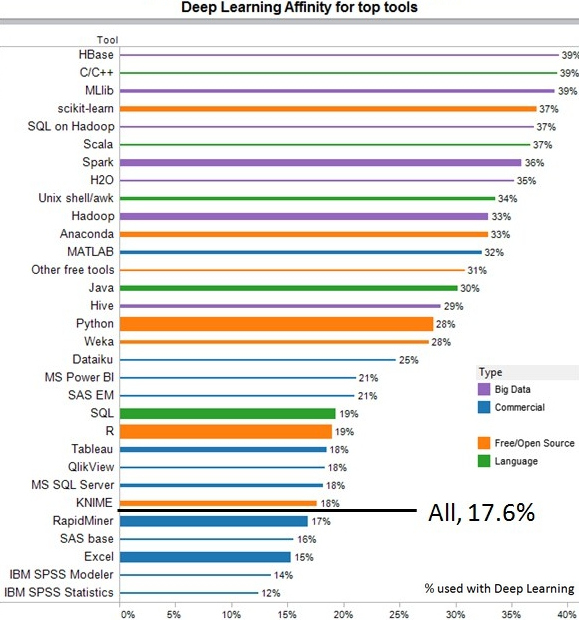 Deep Learning Affinity for top tools
Tool
HBase 39%
C/C++ 39%
MLlib 39%
scikit-learn 37%
SQL on Hadoop 37%
Scala 37%
Spark 36%
H2O 35%
Unix shell/awk 34%
Hadoop 33%
Anaconda 33%
MATLAB 32%
Other free tools 31%
Java 30%
Hive 29%
Python 28%
Weka 28%
Dataiku 25%
MS Power BI 21%
SAS EM 21%
SQL 19%
R 19%
Tableau 18%
QlikView 18%
MS SQL Server 18%
KNIME 18%
RapidMiner 17%
SAS base 16%
Excel 15%
IBM SPSS Modeler 14%
IBM SPSS Statistics 12%
Type
Big Data
Commercial
Free/Open Source
Language
All, 17.6%
% used with Deep Learning
0% 5% 10% 15% 20% 25% 30% 35% 40%